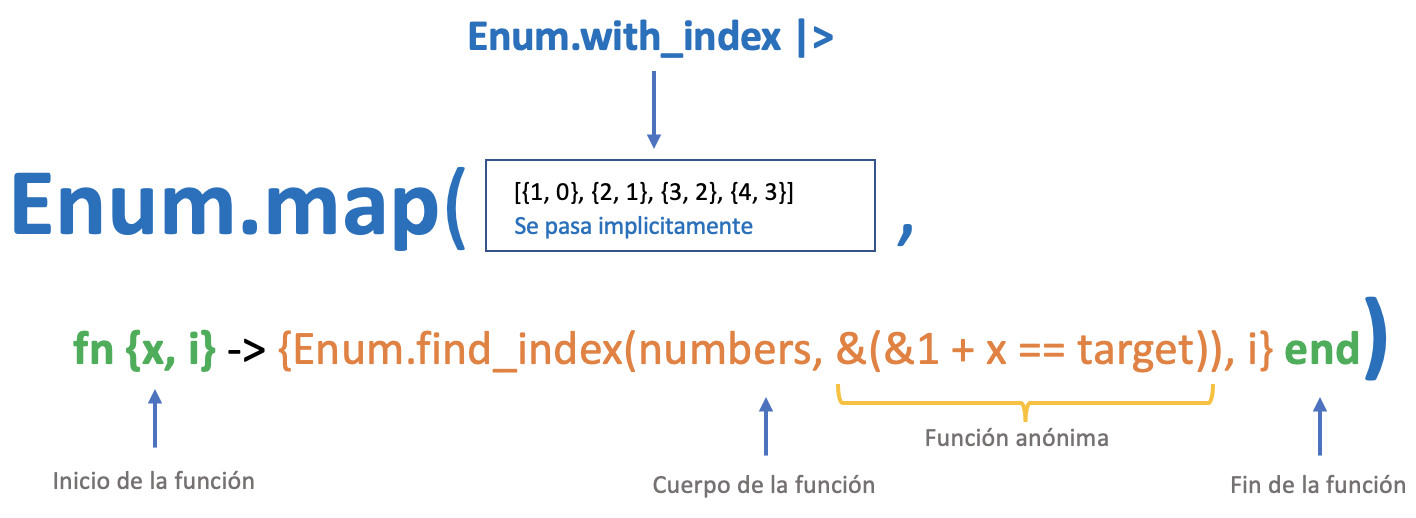 Enum.with_index |>
Enum.map( [{1, 0}, {2, 1}, {3, 2}, {4, 3}] ,
Se pasa implicitamente
fn {x, i} -> {Enum.find_index(numbers, &(&1 + x == target)), i} end)
Función anónima
Inicio de la función Cuerpo de la función Fin de la función